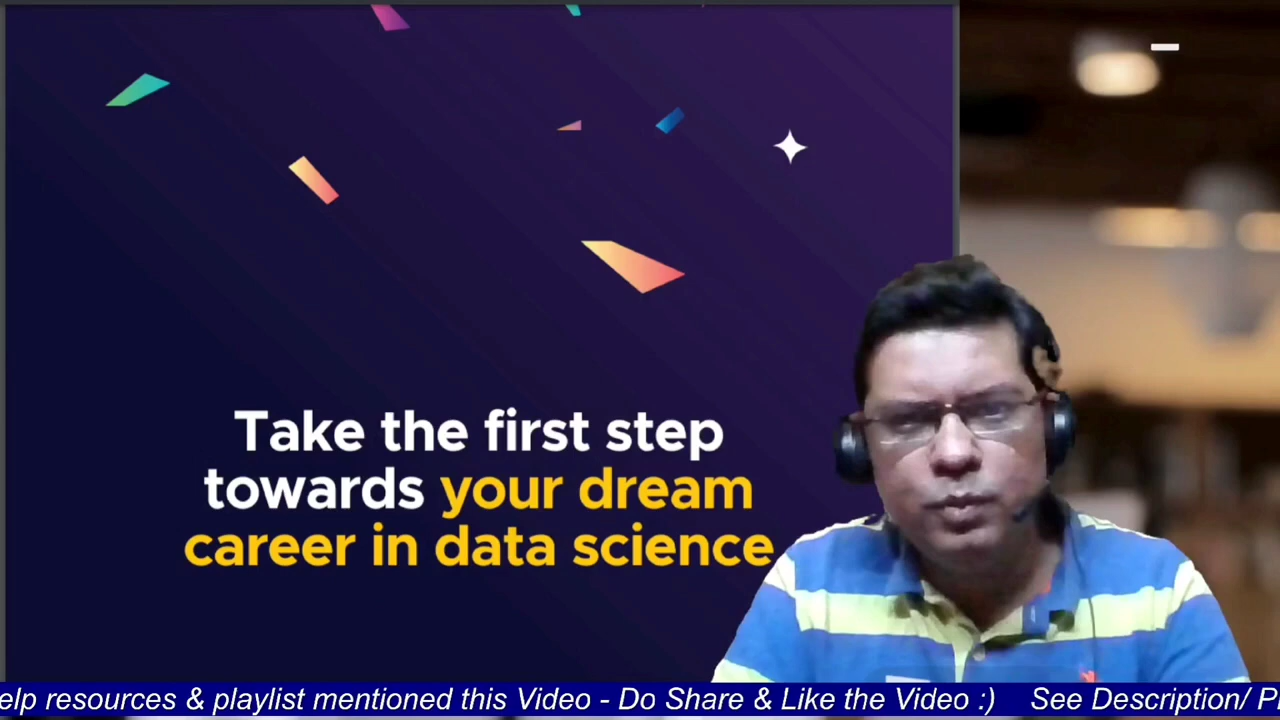 Take the first step
towards your dream
career in data science
resources & playlist mentioned this Video - Do Share & Like the Video :) See Description/